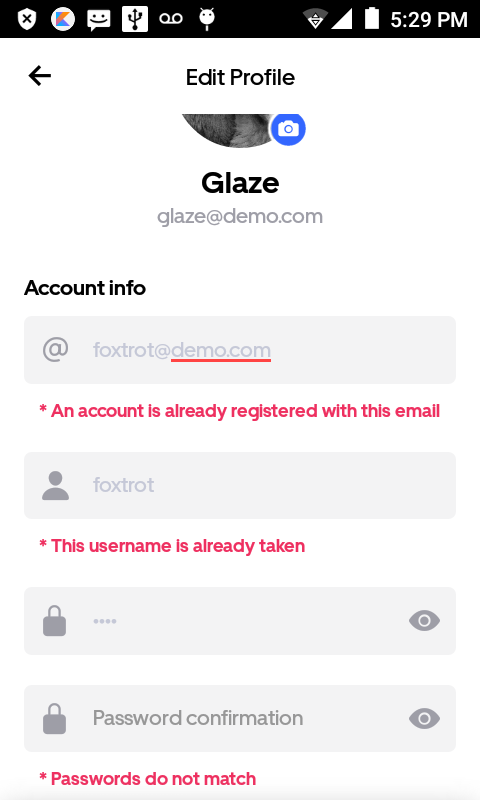 5:29 PM
Edit Profile
Glaze
glaze@demo.com
Account info
@ foxtrot@demo.com
* An account is already registered with this email
foxtrot
* This username is already taken
••••
Password confirmation
* Passwords do not match